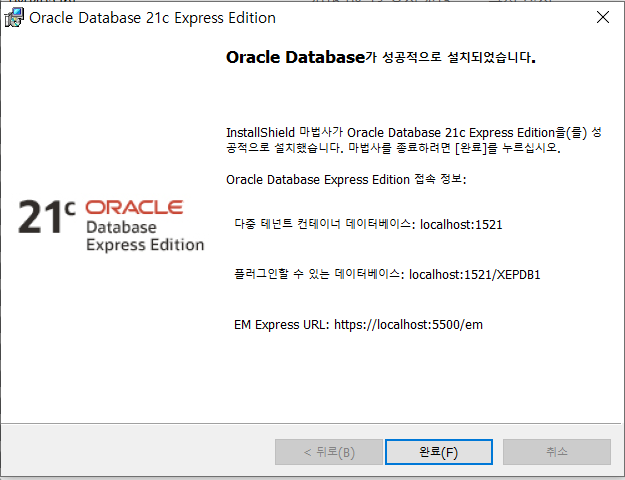 Oracle Database 21c Express Edition
Oracle Database가 성공적으로 설치되었습니다.
InstallShield 마법사가 Oracle Database 21c Express Edition을(를) 성
공적으로 설치했습니다. 마법사를 종료하려면 [완료]를 누르십시오.
Oracle Database Express Edition 접속 정보:
21c ORACLE
Database
Express Edition
다중 테넌트 컨테이너 데이터베이스: localhost:1521
플러그인할 수 있는 데이터베이스: localhost:1521/XEPDB1
EM Express URL: https://localhost:5500/em
< 뒤로(B)
완료(F)
취소